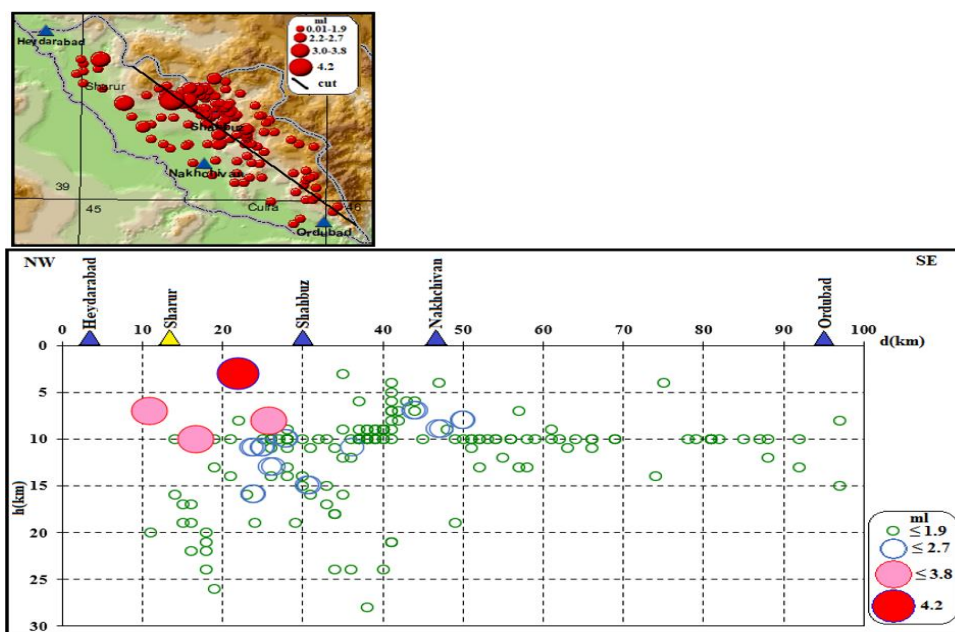 ml
0.01-1.9
2.2-2.7
3.0-3.8
4.2
cut
Heydarabad
Sharur
Shahbuz
Nakhchivan
39
45
Culfa
46
Ordubad
NW
SE
Heydarabad
Sharur
Shahbuz
Nakhchivan
Ordubad
0 10 20 30 40 50 60 70 80 90 100
d(km)
0
5
10
15
20
25
30
h(km)
ml
≤ 1.9
≤ 2.7
≤ 3.8
4.2